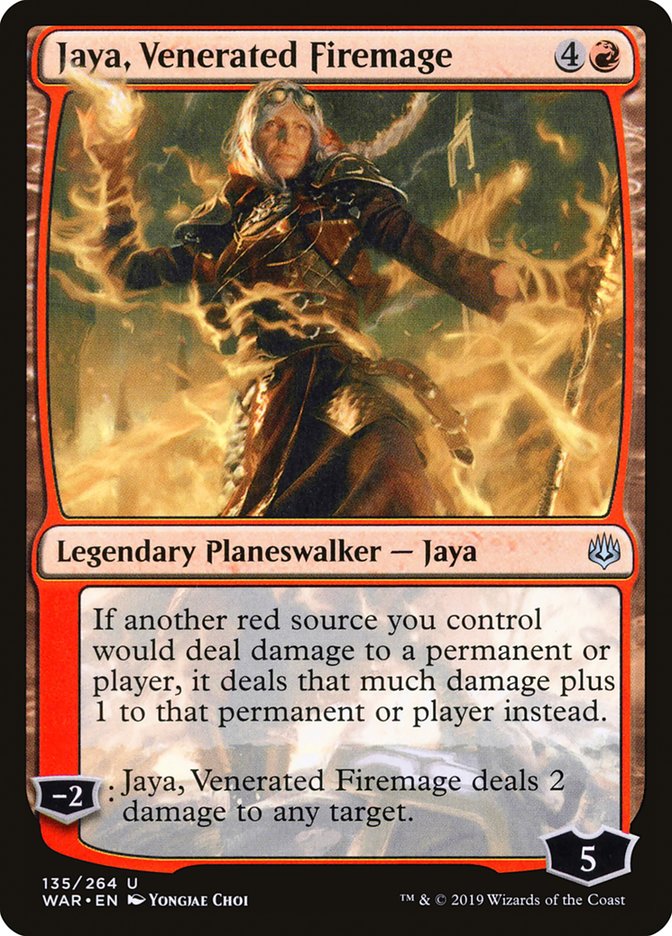 Jaya, Venerated Firemage 4
Legendary Planeswalker — Jaya
If another red source you control
would deal damage to a permanent or
player, it deals that much damage plus
1 to that permanent or player instead.
-2 : Jaya, Venerated Firemage deals 2
damage to any target.
5
135/264 U
WAR • EN Yongjae Choi
™ & © 2019 Wizards of the Coast